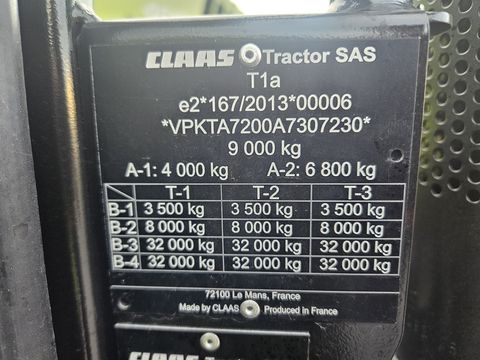 CLAAS Tractor SAS
T1a
e2*167/2013*00006
*VPKTA7200A7307230*
9 000 kg
A-1: 4 000 kg A-2: 6 800 kg
T-1 T-2 T-3
B-1 3 500 kg 3 500 kg 3 500 kg
B-2 8 000 kg 8 000 kg 8 000 kg
B-3 32 000 kg 32 000 kg 32 000 kg
B-4 32 000 kg 32 000 kg 32 000 kg
72100 Le Mans, France
Made by CLAAS Produced in France
CLAAS Tractor